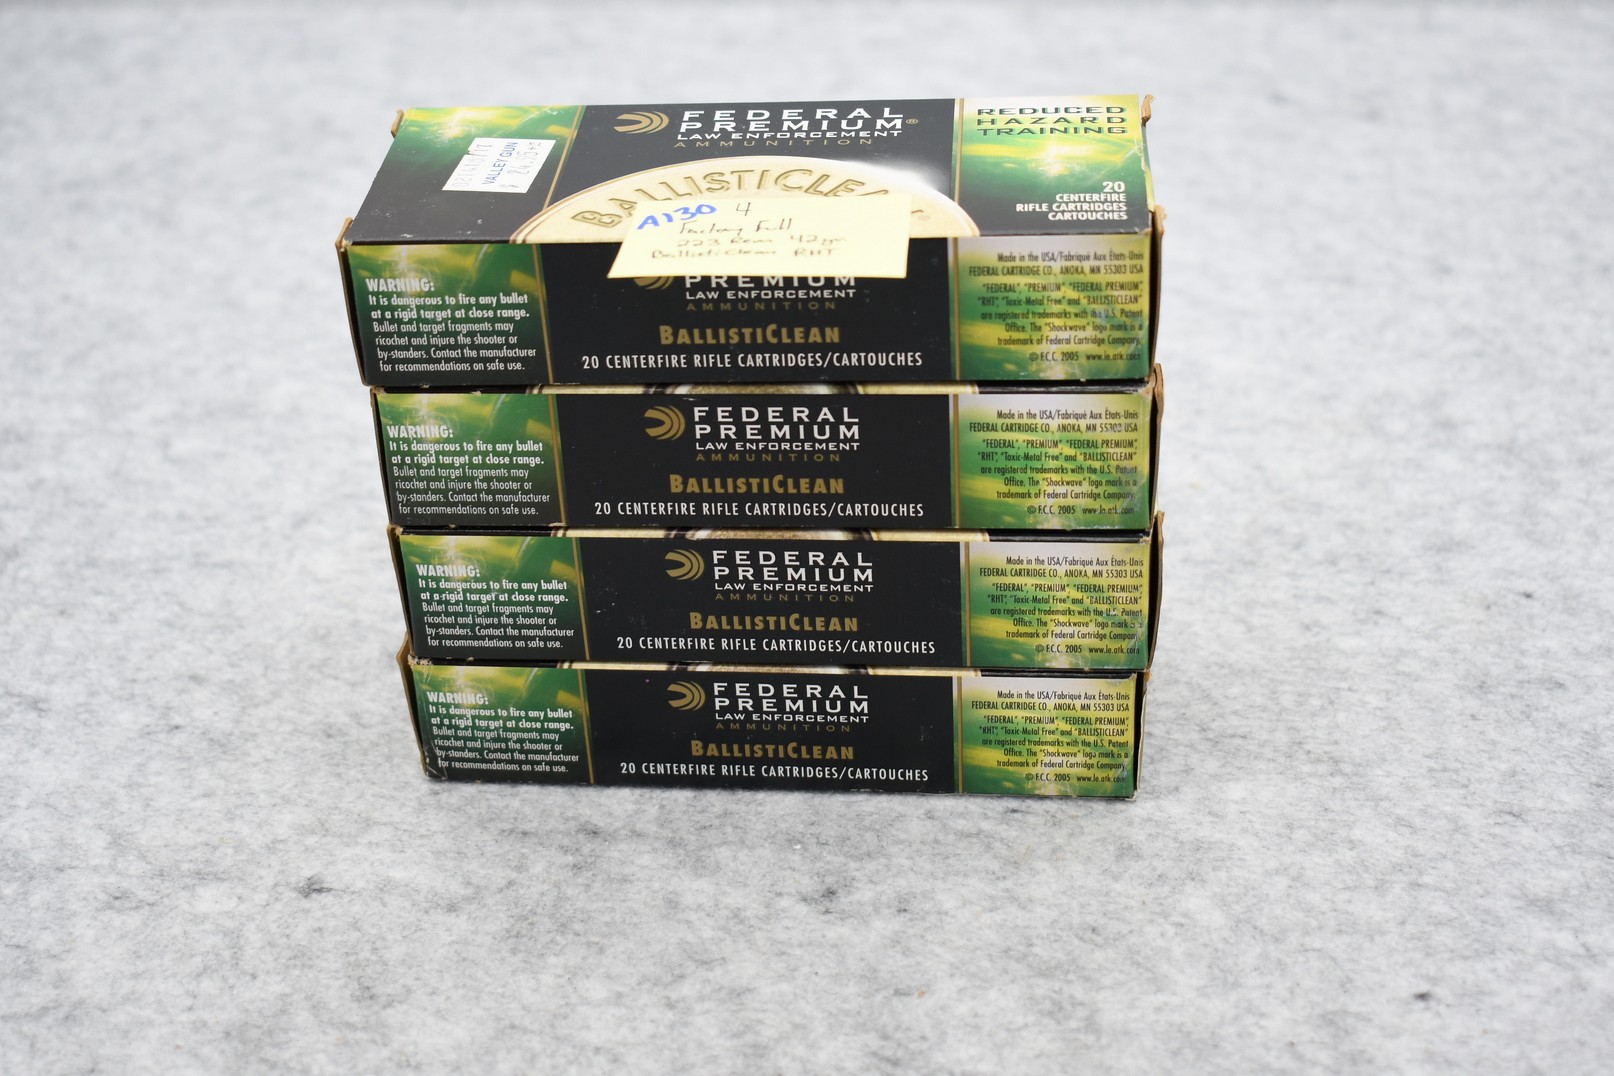 FEDERAL
PREMIUM®
LAW ENFORCEMENT
AMMUNITION
REDUCED
HAZARD
TRAINING
VALLEY GUN
BALLISTICLEAN
20
CENTERFIRE
RIFLE CARTRIDGES
CARTOUCHES
A130 4
Factory Full
223 Rem 42 gr
BallistiClean RHT
WARNING:
It is dangerous to fire any bullet
at a rigid target at close range.
Bullet and target fragments may
ricochet and injure the shooter or
by-standers. Contact the manufacturer
for recommendations on safe use.
PREMIUM
LAW ENFORCEMENT
AMMUNITION
BALLISTICLEAN
20 CENTERFIRE RIFLE CARTRIDGES/CARTOUCHES
Made in the USA/Fabriqué Aux États-Unis
FEDERAL CARTRIDGE CO., ANOKA, MN 55303 USA
"FEDERAL", "PREMIUM", "FEDERAL PREMIUM",
"RHT", "Toxic-Metal Free" and "BALLISTICLEAN"
are registered trademarks with the U.S. Patent
Office. The "Shockwave" logo mark is a
trademark of Federal Cartridge Company.
© F.C.C. 2005 www.le.atk.com
WARNING:
It is dangerous to fire any bullet
at a rigid target at close range.
Bullet and target fragments may
ricochet and injure the shooter or
by-standers. Contact the manufacturer
for recommendations on safe use.
FEDERAL
PREMIUM
LAW ENFORCEMENT
AMMUNITION
BALLISTICLEAN
20 CENTERFIRE RIFLE CARTRIDGES/CARTOUCHES
Made in the USA/Fabriqué Aux États-Unis
FEDERAL CARTRIDGE CO., ANOKA, MN 55303 USA
"FEDERAL", "PREMIUM", "FEDERAL PREMIUM",
"RHT", "Toxic-Metal Free" and "BALLISTICLEAN"
are registered trademarks with the U.S. Patent
Office. The "Shockwave" logo mark is a
trademark of Federal Cartridge Company.
© F.C.C. 2005 www.le.atk.com
WARNING:
It is dangerous to fire any bullet
at a rigid target at close range.
Bullet and target fragments may
ricochet and injure the shooter or
by-standers. Contact the manufacturer
for recommendations on safe use.
FEDERAL
PREMIUM
LAW ENFORCEMENT
AMMUNITION
BALLISTICLEAN
20 CENTERFIRE RIFLE CARTRIDGES/CARTOUCHES
Made in the USA/Fabriqué Aux États-Unis
FEDERAL CARTRIDGE CO., ANOKA, MN 55303 USA
"FEDERAL", "PREMIUM", "FEDERAL PREMIUM",
"RHT", "Toxic-Metal Free" and "BALLISTICLEAN"
are registered trademarks with the U.S. Patent
Office. The "Shockwave" logo mark is a
trademark of Federal Cartridge Company.
© F.C.C. 2005 www.le.atk.com
WARNING:
It is dangerous to fire any bullet
at a rigid target at close range.
Bullet and target fragments may
ricochet and injure the shooter or
by-standers. Contact the manufacturer
for recommendations on safe use.
FEDERAL
PREMIUM
LAW ENFORCEMENT
AMMUNITION
BALLISTICLEAN
20 CENTERFIRE RIFLE CARTRIDGES/CARTOUCHES
Made in the USA/Fabriqué Aux États-Unis
FEDERAL CARTRIDGE CO., ANOKA, MN 55303 USA
"FEDERAL", "PREMIUM", "FEDERAL PREMIUM",
"RHT", "Toxic-Metal Free" and "BALLISTICLEAN"
are registered trademarks with the U.S. Patent
Office. The "Shockwave" logo mark is a
trademark of Federal Cartridge Company.
© F.C.C. 2005 www.le.atk.com